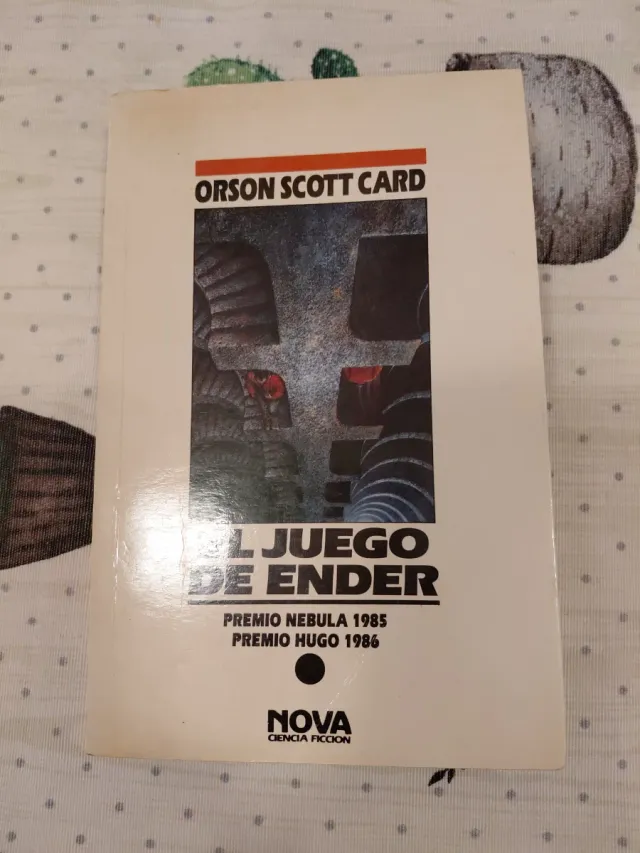 ORSON SCOTT CARD
EL JUEGO
DE ENDER
PREMIO NEBULA 1985
PREMIO HUGO 1986
NOVA
CIENCIA FICCION